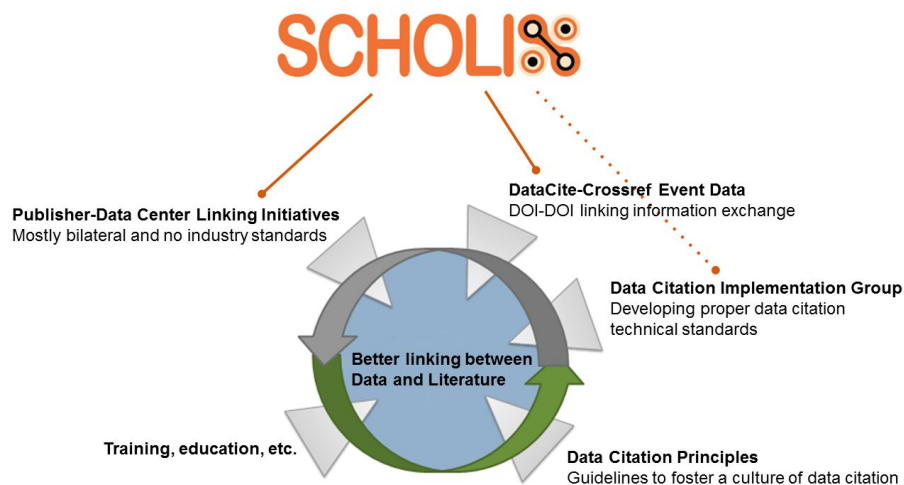 SCHOLIX
DataCite-Crossref Event Data
DOI-DOI linking information exchange
Publisher-Data Center Linking Initiatives
Mostly bilateral and no industry standards
Data Citation Implementation Group
Developing proper data citation
technical standards
Better linking between
Data and Literature
Training, education, etc.
Data Citation Principles
Guidelines to foster a culture of data citation